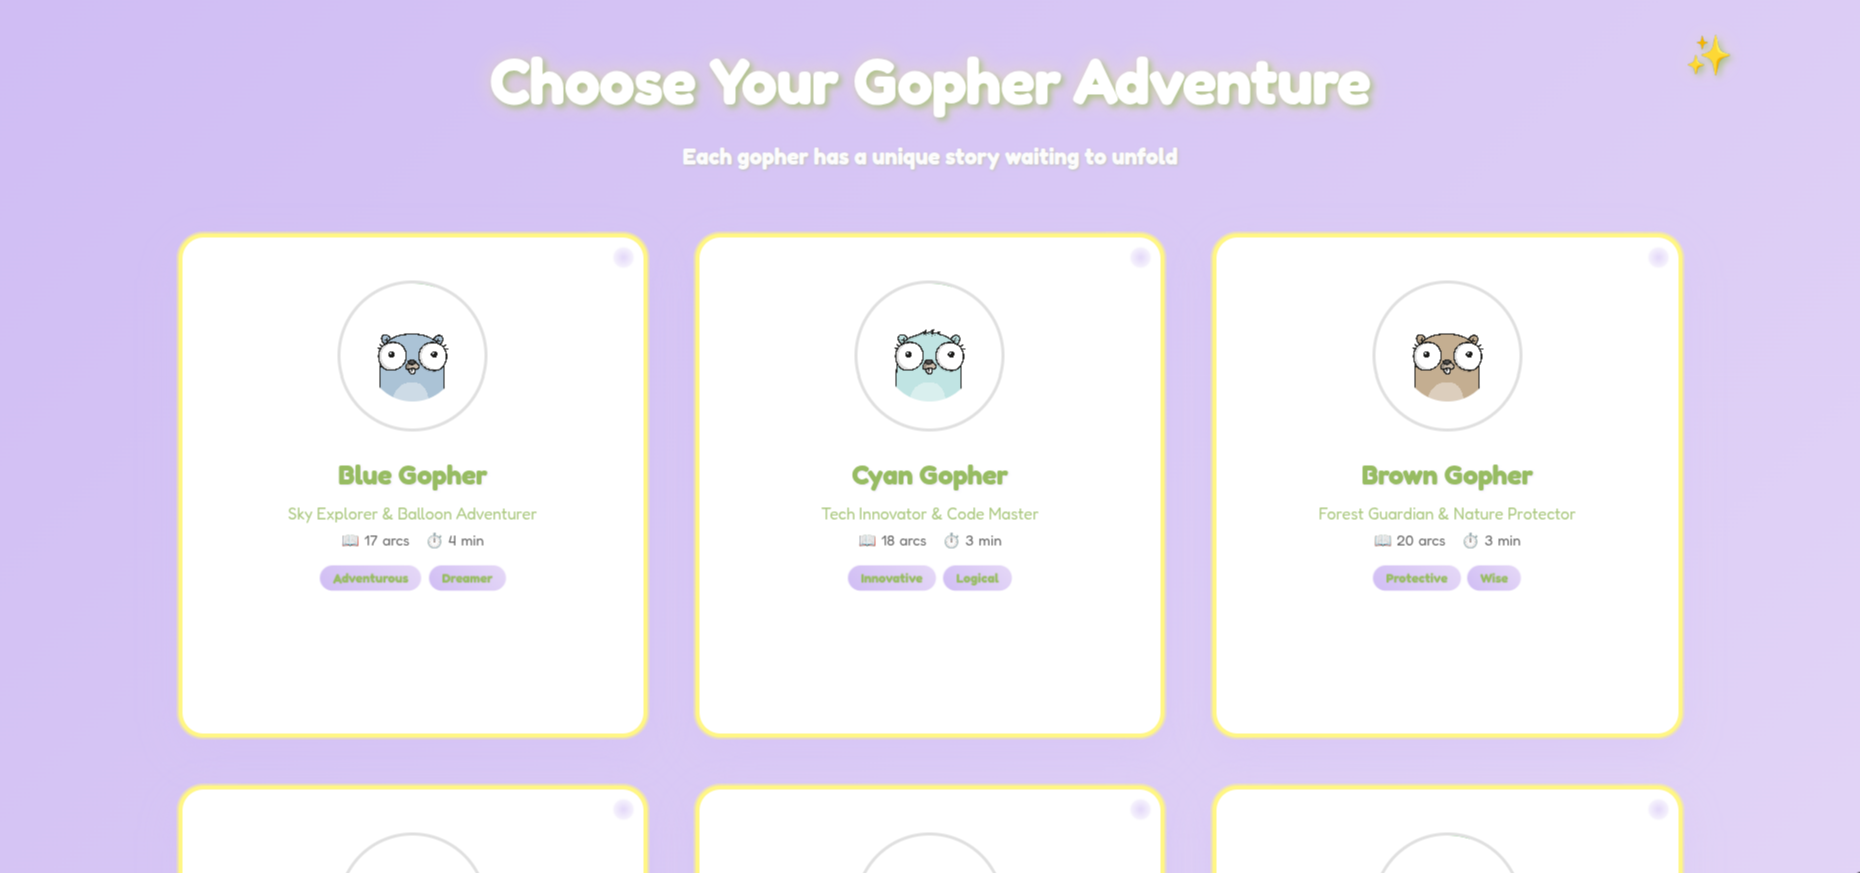 Choose Your Gopher Adventure
Each gopher has a unique story waiting to unfold
Blue Gopher
Sky Explorer & Balloon Adventurer
17 arcs 4 min
Adventurous Dreamer
Cyan Gopher
Tech Innovator & Code Master
18 arcs 3 min
Innovative Logical
Brown Gopher
Forest Guardian & Nature Protector
20 arcs 3 min
Protective Wise